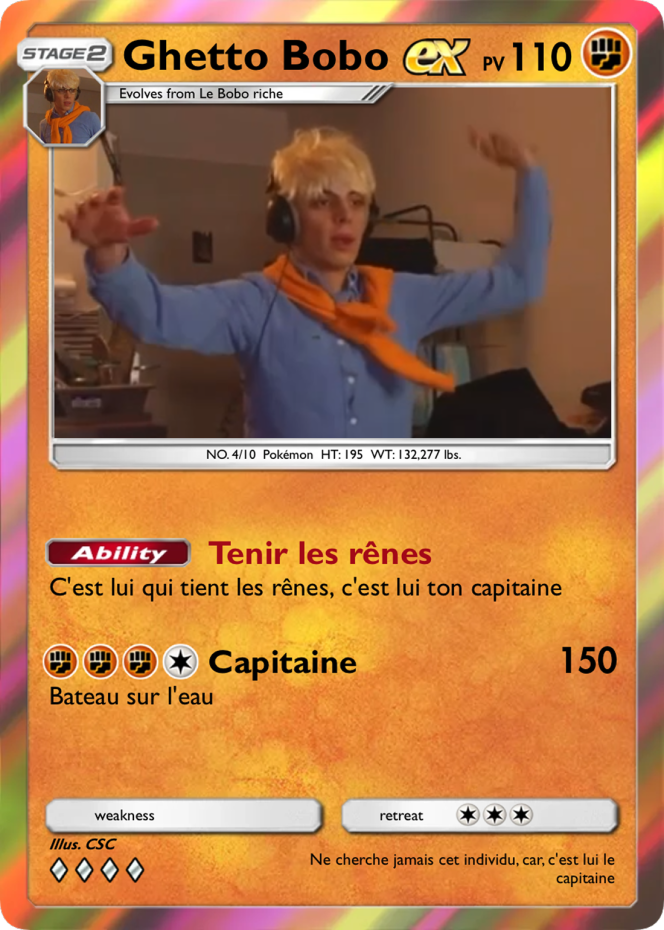 STAGE2 Ghetto Bobo ex PV 110
Evolves from Le Bobo riche
NO. 4/10 Pokémon HT: 195 WT: 132,277 lbs.
Ability Tenir les rênes
C'est lui qui tient les rênes, c'est lui ton capitaine
Capitaine 150
Bateau sur l'eau
weakness
retreat
Illus. CSC
Ne cherche jamais cet individu, car, c'est lui le
capitaine